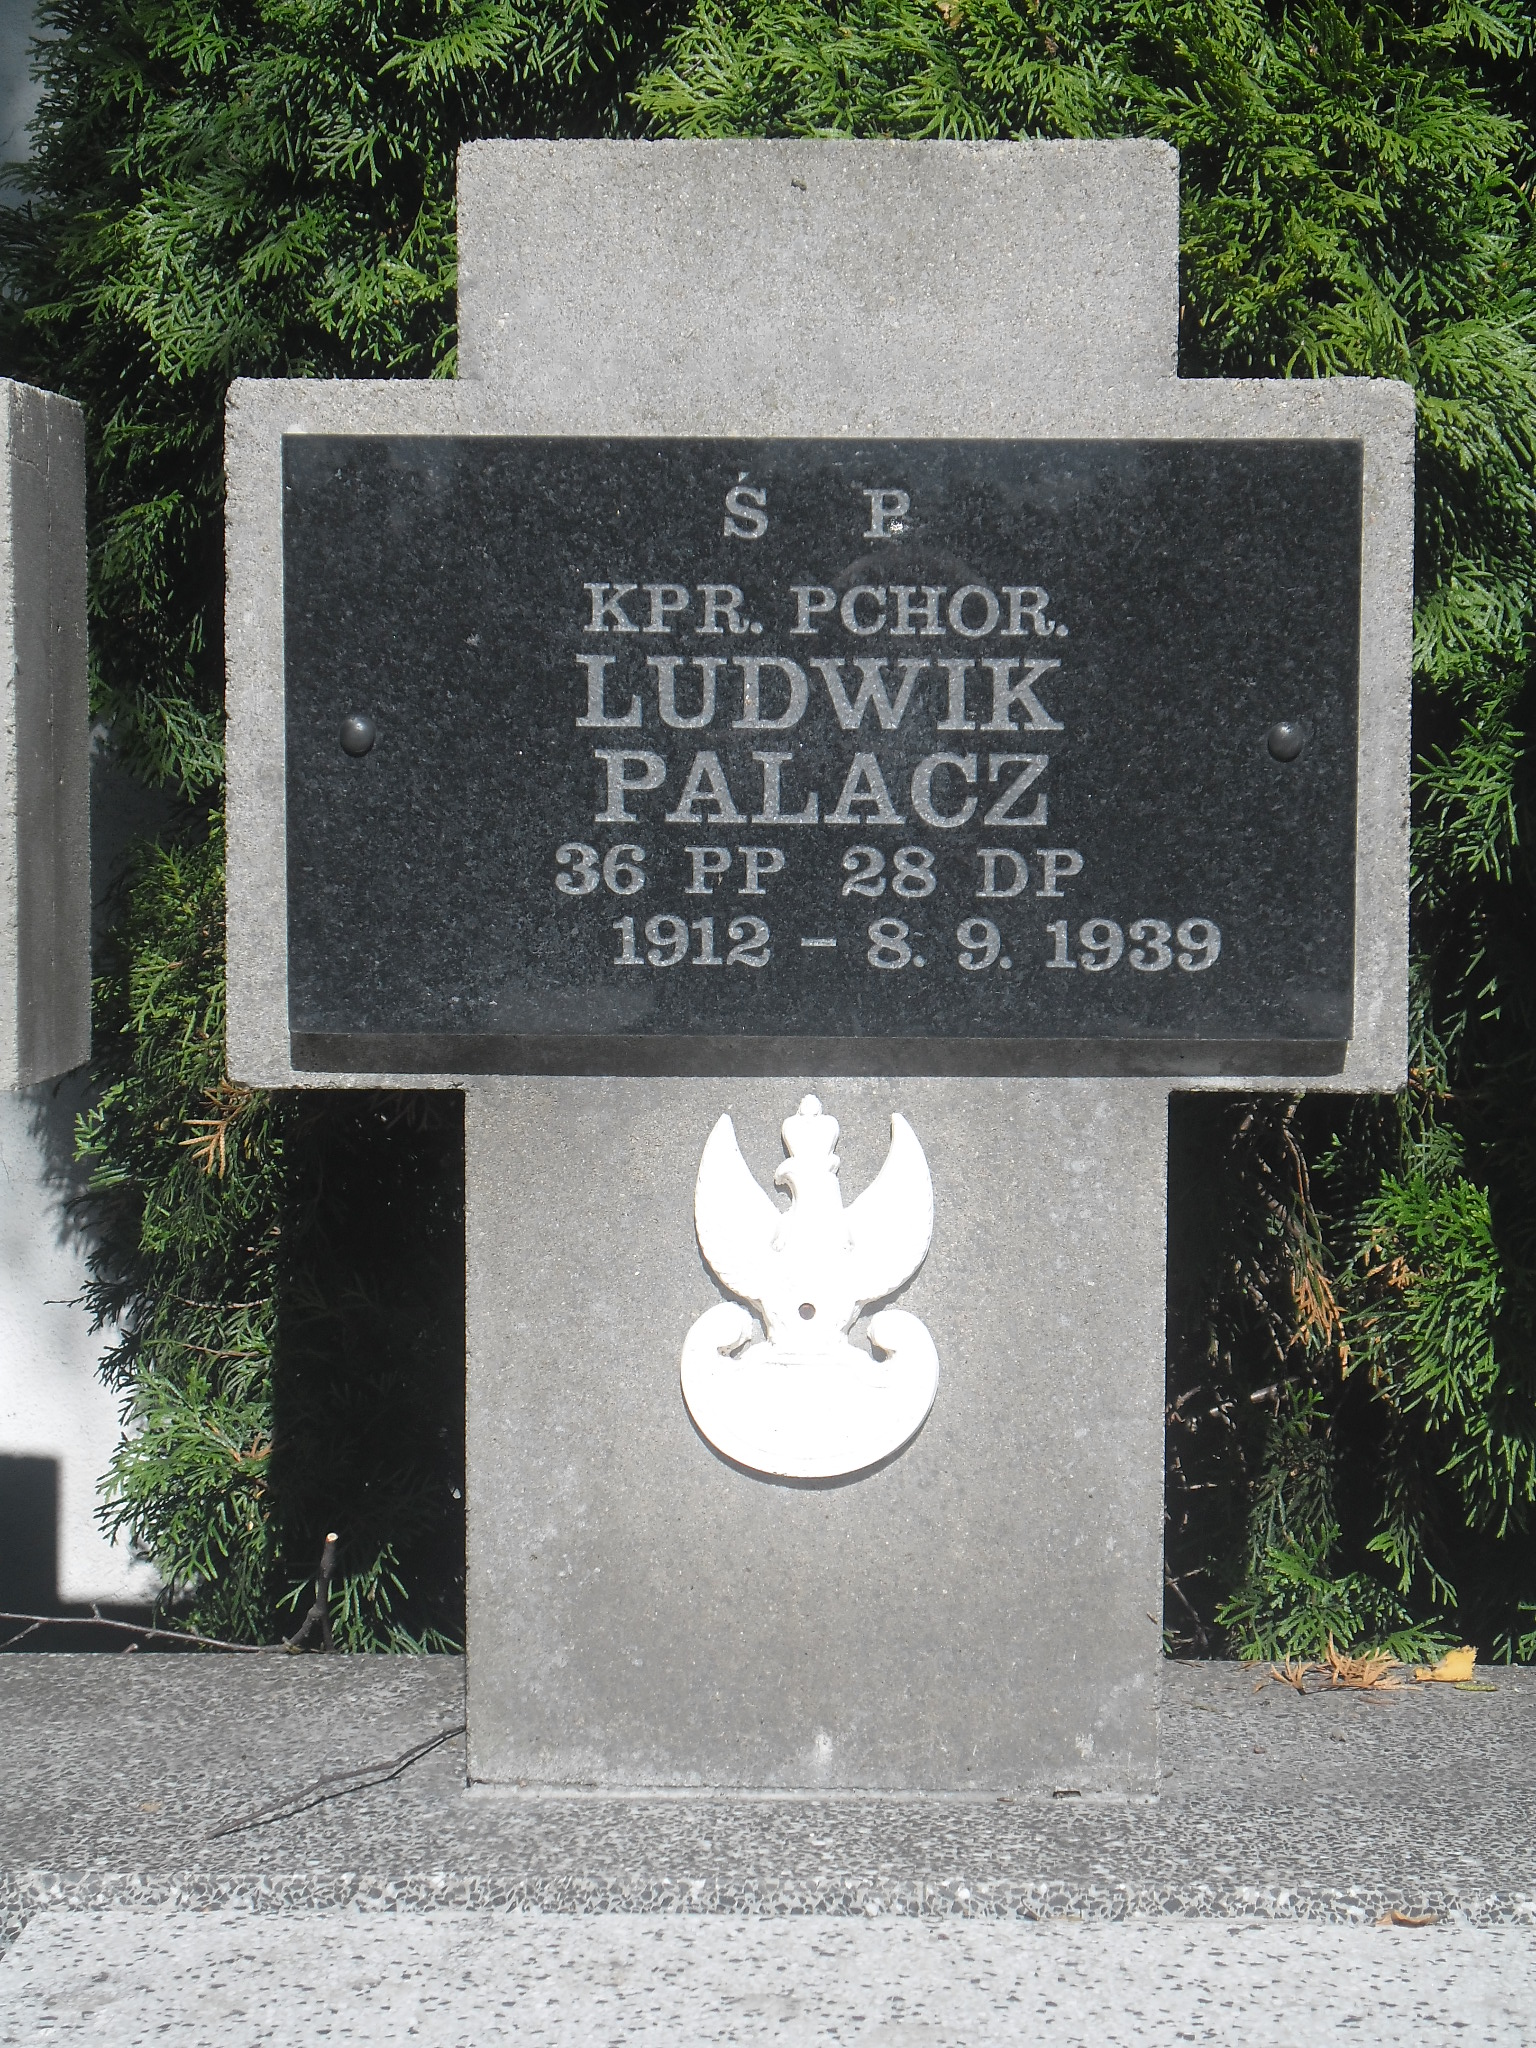 Ś P
KPR. PCHOR.
LUDWIK
PALACZ
36 PP 28 DP
1912 – 8. 9. 1939